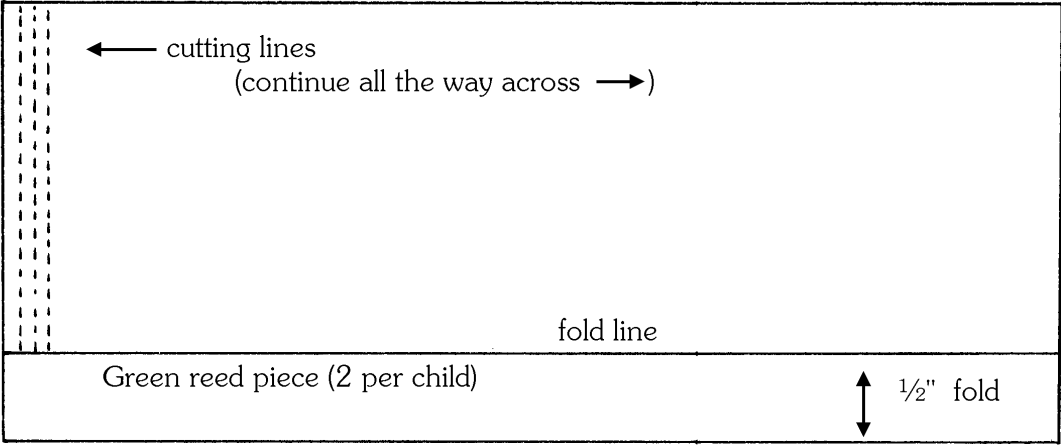 cutting lines
(continue all the way across →)
fold line
Green reed piece (2 per child)
½" fold